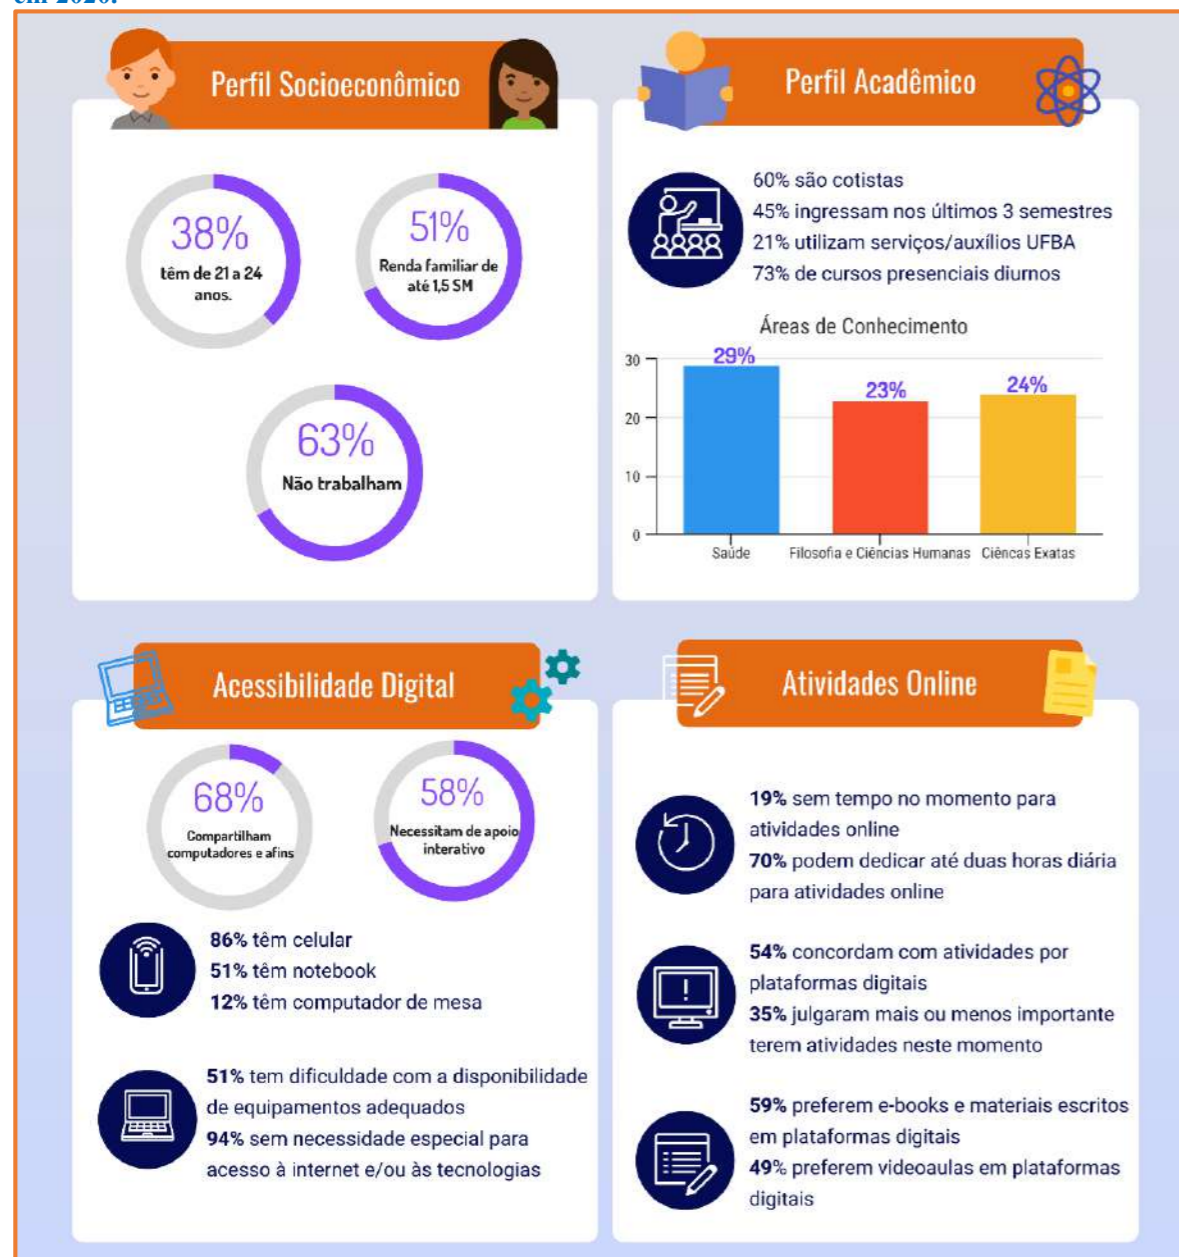 em 2020.
Perfil Socioeconômico
38%
têm de 21 a 24
anos.
51%
Renda familiar de
até 1,5 SM
63%
Não trabalham
Perfil Acadêmico
60% são cotistas
45% ingressam nos últimos 3 semestres
21% utilizam serviços/auxílios UFBA
73% de cursos presenciais diurnos
Áreas de Conhecimento
30
20
10
0
29%
23%
24%
Saúde
Filosofia e Ciências Humanas
Ciêncas Exatas
Acessibilidade Digital
68%
Compartilham
computadores e afins
58%
Necessitam de apoio
interativo
86% têm celular
51% têm notebook
12% têm computador de mesa
51% tem dificuldade com a disponibilidade
de equipamentos adequados
94% sem necessidade especial para
acesso à internet e/ou às tecnologias
Atividades Online
19% sem tempo no momento para
atividades online
70% podem dedicar até duas horas diária
para atividades online
54% concordam com atividades por
plataformas digitais
35% julgaram mais ou menos importante
terem atividades neste momento
59% preferem e-books e materiais escritos
em plataformas digitais
49% preferem videoaulas em plataformas
digitais